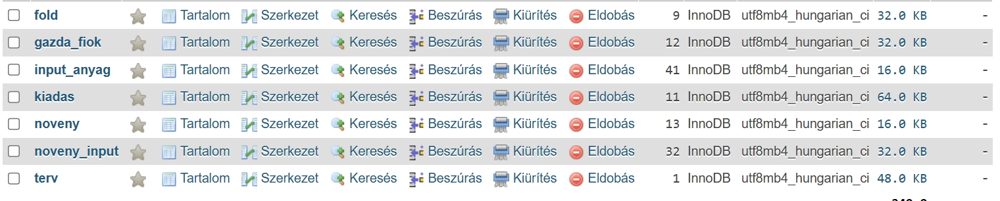 fold Tartalom Szerkezet Keresés Beszúrás Kiürítés Eldobás 9 InnoDB utf8mb4_hungarian_ci 32.0 KB -
gazda_fiok Tartalom Szerkezet Keresés Beszúrás Kiürítés Eldobás 12 InnoDB utf8mb4_hungarian_ci 32.0 KB -
input_anyag Tartalom Szerkezet Keresés Beszúrás Kiürítés Eldobás 41 InnoDB utf8mb4_hungarian_ci 16.0 KB -
kiadas Tartalom Szerkezet Keresés Beszúrás Kiürítés Eldobás 11 InnoDB utf8mb4_hungarian_ci 64.0 KB -
noveny Tartalom Szerkezet Keresés Beszúrás Kiürítés Eldobás 13 InnoDB utf8mb4_hungarian_ci 16.0 KB -
noveny_input Tartalom Szerkezet Keresés Beszúrás Kiürítés Eldobás 32 InnoDB utf8mb4_hungarian_ci 32.0 KB -
terv Tartalom Szerkezet Keresés Beszúrás Kiürítés Eldobás 1 InnoDB utf8mb4_hungarian_ci 48.0 KB -